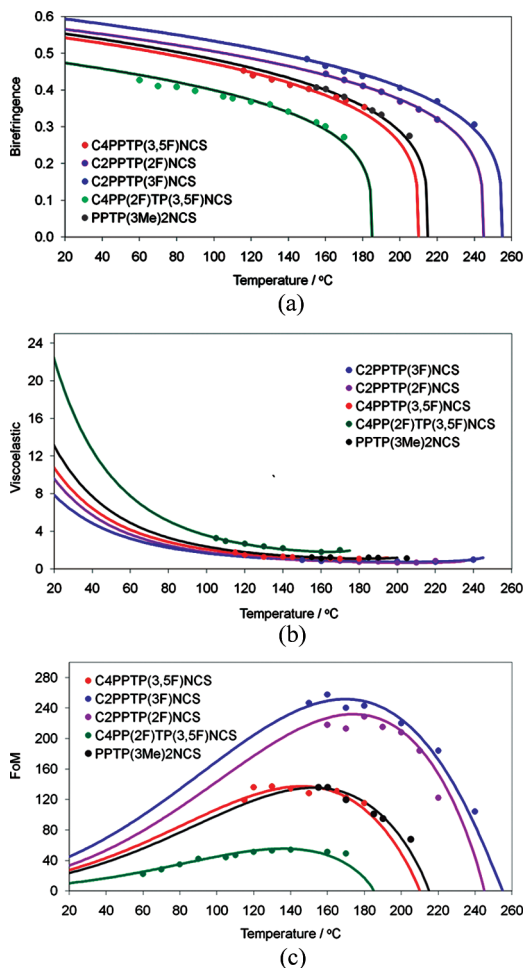 (a)
0.6
0.5
0.4
0.3
0.2
0.1
0.0
Birefringence
C4PPTP(3,5F)NCS
C2PPTP(2F)NCS
C2PPTP(3F)NCS
C4PP(2F)TP(3,5F)NCS
PPTP(3Me)2NCS
20 40 60 80 100 120 140 160 180 200 220 240 260
Temperature / ºC
(a)
24
20
16
12
8
4
0
Viscoelastic
C2PPTP(3F)NCS
C2PPTP(2F)NCS
C4PPTP(3,5F)NCS
C4PP(2F)TP(3,5F)NCS
PPTP(3Me)2NCS
20 40 60 80 100 120 140 160 180 200 220 240 260
Temperature / ºC
(b)
280
240
200
160
120
80
40
0
FoM
C4PPTP(3,5F)NCS
C2PPTP(3F)NCS
C2PPTP(2F)NCS
C4PP(2F)TP(3,5F)NCS
PPTP(3Me)2NCS
20 40 60 80 100 120 140 160 180 200 220 240 260
Temperature / ºC
(c)